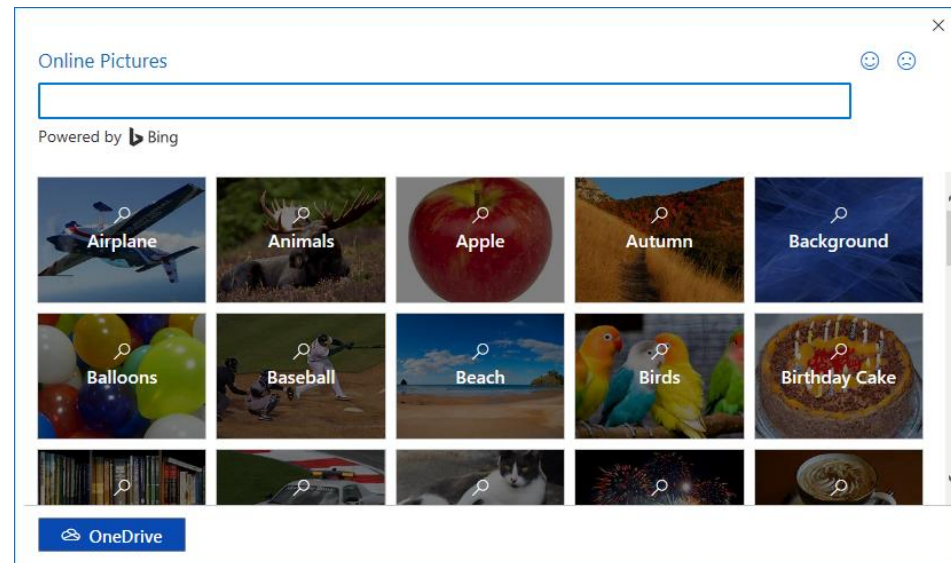 Online Pictures
Powered by Bing
Airplane
Animals
Apple
Autumn
Background
Balloons
Baseball
Beach
Birds
Birthday Cake
OneDrive